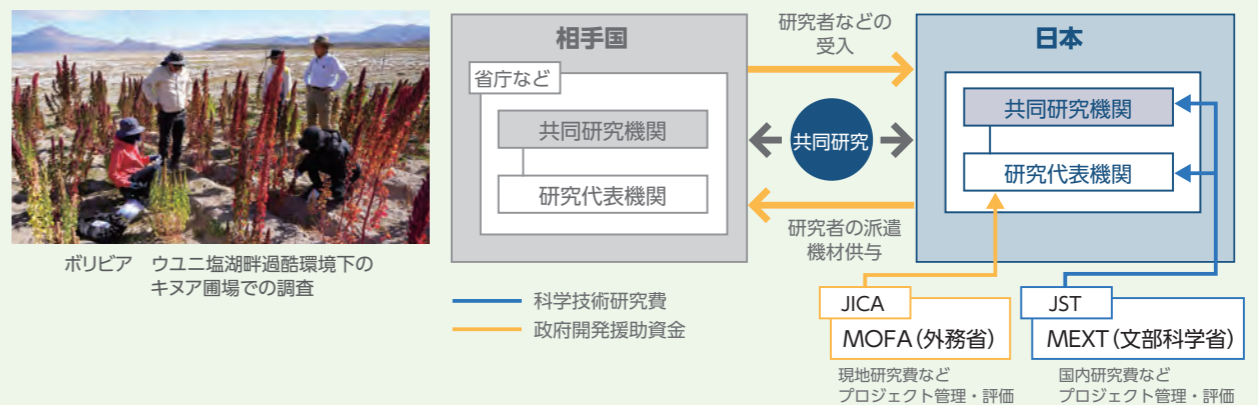 ボリビア　ウユニ塩湖畔過酷環境下の
キヌア圃場での調査
相手国
省庁など
共同研究機関
研究代表機関
研究者などの
受入
共同研究
研究者の派遣
機材供与
日本
共同研究機関
研究代表機関
科学技術研究費
政府開発援助資金
JICA
MOFA（外務省）
現地研究費など
プロジェクト管理・評価
JST
MEXT（文部科学省）
国内研究費など
プロジェクト管理・評価